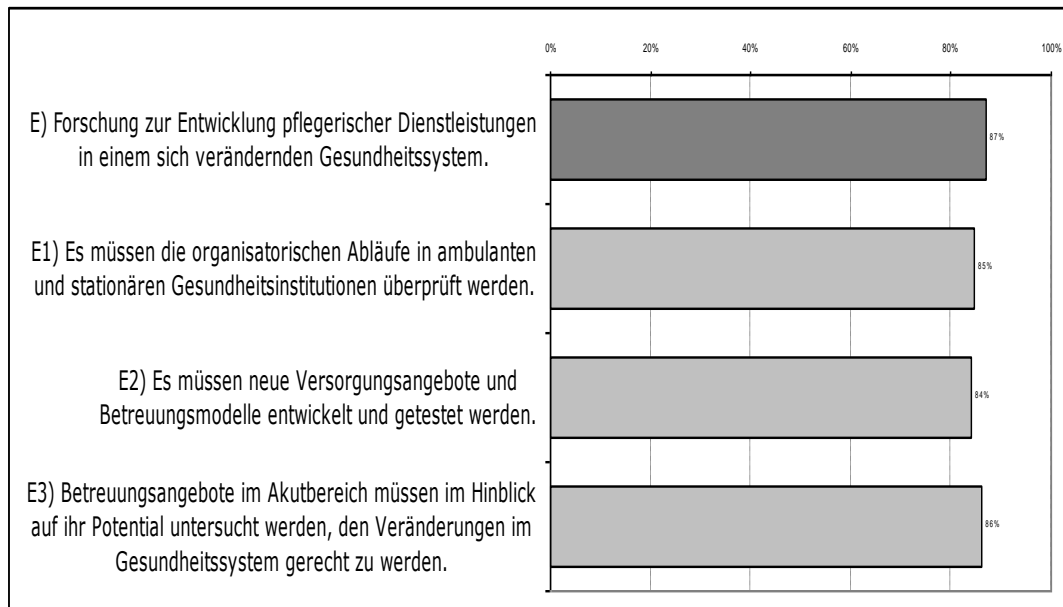 0% 20% 40% 60% 80% 100%
E) Forschung zur Entwicklung pflegerischer Dienstleistungen
in einem sich verändernden Gesundheitssystem.
87%
E1) Es müssen die organisatorischen Abläufe in ambulanten
und stationären Gesundheitsinstitutionen überprüft werden.
85%
E2) Es müssen neue Versorgungsangebote und
Betreuungsmodelle entwickelt und getestet werden.
84%
E3) Betreuungsangebote im Akutbereich müssen im Hinblick
auf ihr Potential untersucht werden, den Veränderungen im
Gesundheitssystem gerecht zu werden.
86%